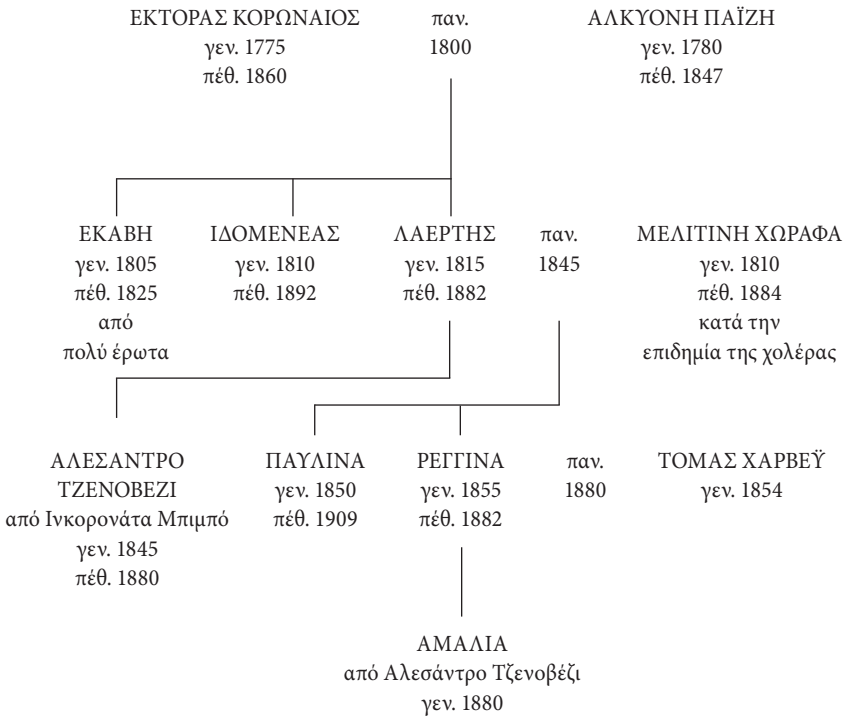 ΕΚΤΟΡΑΣ ΚΟΡΩΝΑΙΟΣ παν. ΑΛΚΥΟΝΗ ΠΑΪΖΗ
γεν. 1775 1800 γεν. 1780
πέθ. 1860 πέθ. 1847
ΕΚΑΒΗ ΙΔΟΜΕΝΕΑΣ ΛΑΕΡΤΗΣ παν. ΜΕΛΙΤΙΝΗ ΧΩΡΑΦΑ
γεν. 1805 γεν. 1810 γεν. 1815 1845 γεν. 1810
πέθ. 1825 πέθ. 1892 πέθ. 1882 πέθ. 1884
από κατά την
πολύ έρωτα επιδημία της χολέρας
ΑΛΕΣΑΝΤΡΟ ΠΑΥΛΙΝΑ ΡΕΓΓΙΝΑ παν. ΤΟΜΑΣ ΧΑΡΒΕΫ
ΤΖΕΝΟΒΕΖΙ γεν. 1850 γεν. 1855 1880 γεν. 1854
από Ινκορονάτα Μπιμπό πέθ. 1909 πέθ. 1882
γεν. 1845
πέθ. 1880
ΑΜΑΛΙΑ
από Αλεσάντρο Τζενοβέζι
γεν. 1880